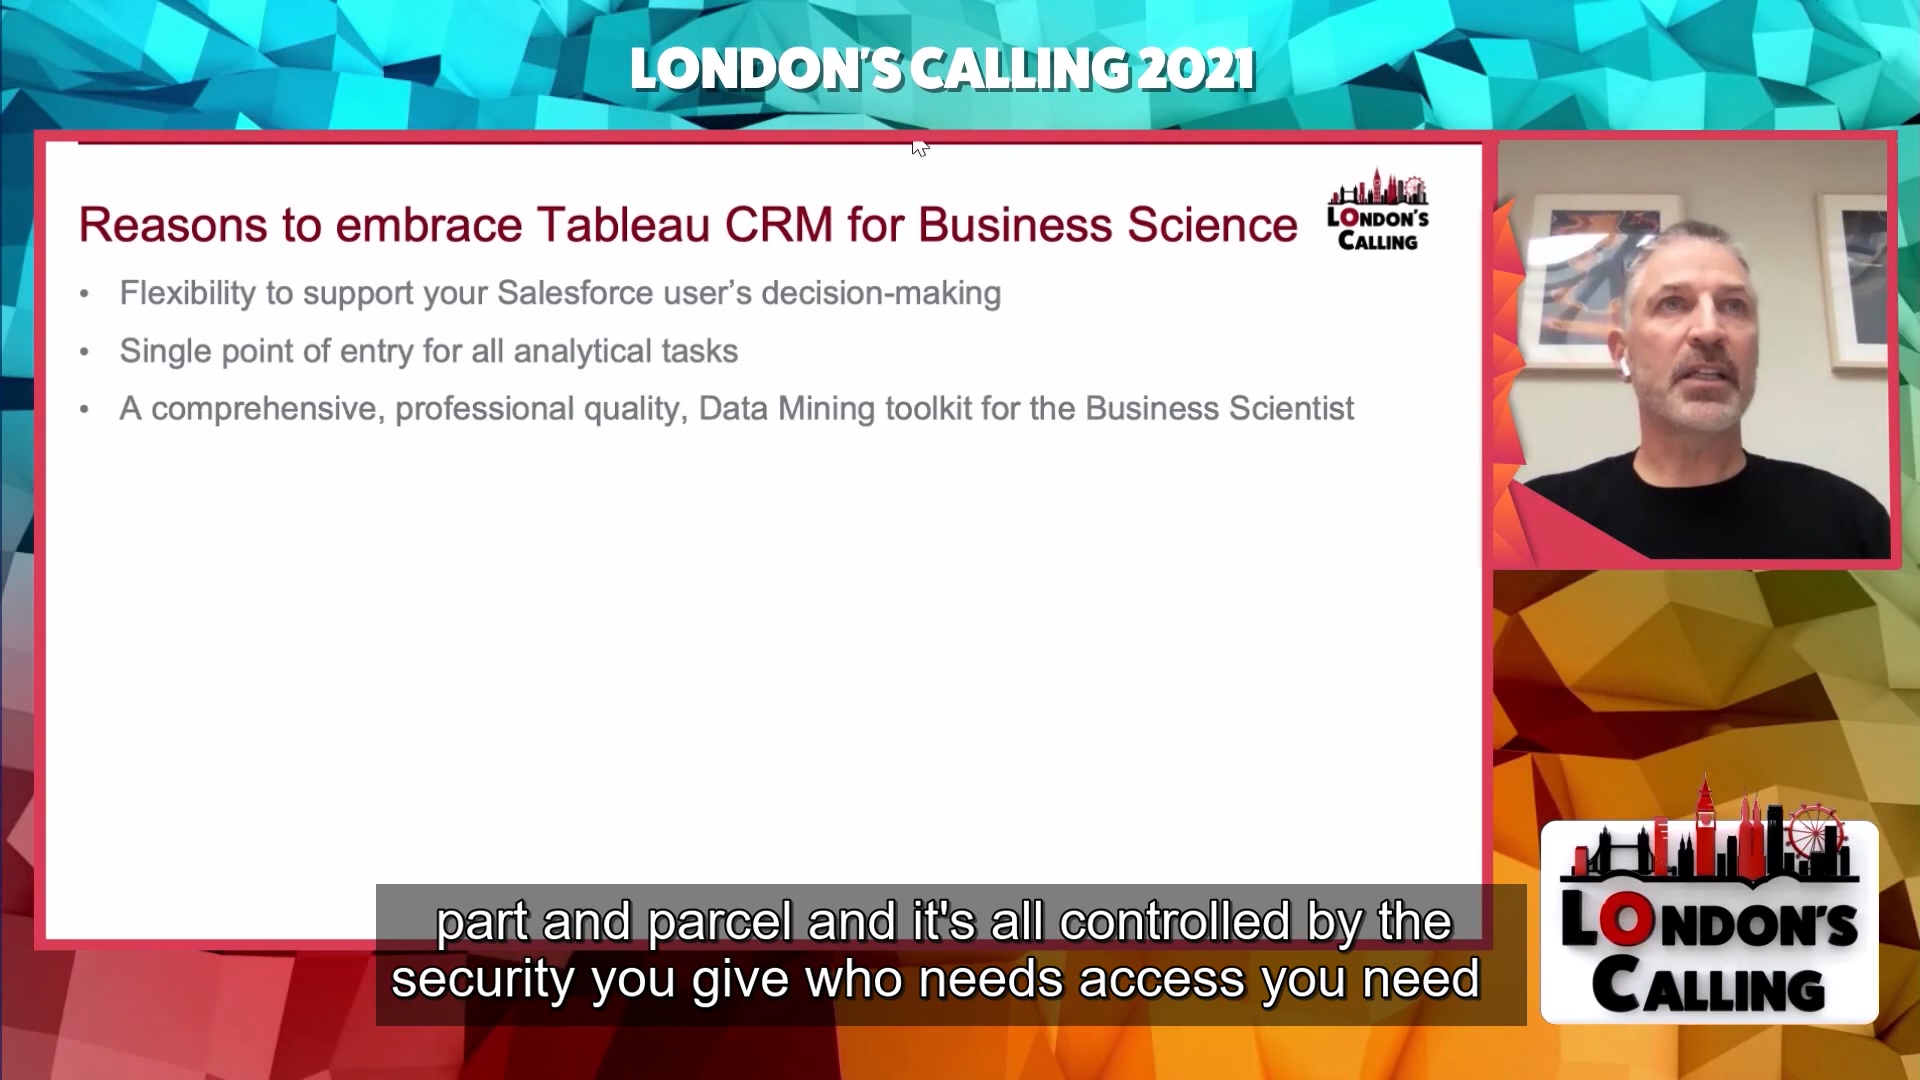 LONDON'S CALLING 2021
Reasons to embrace Tableau CRM for Business Science
LONDON'S
CALLING
• Flexibility to support your Salesforce user’s decision-making
• Single point of entry for all analytical tasks
• A comprehensive, professional quality, Data Mining toolkit for the Business Scientist
part and parcel and it's all controlled by the
security you give who needs access you need
LONDON'S
CALLING